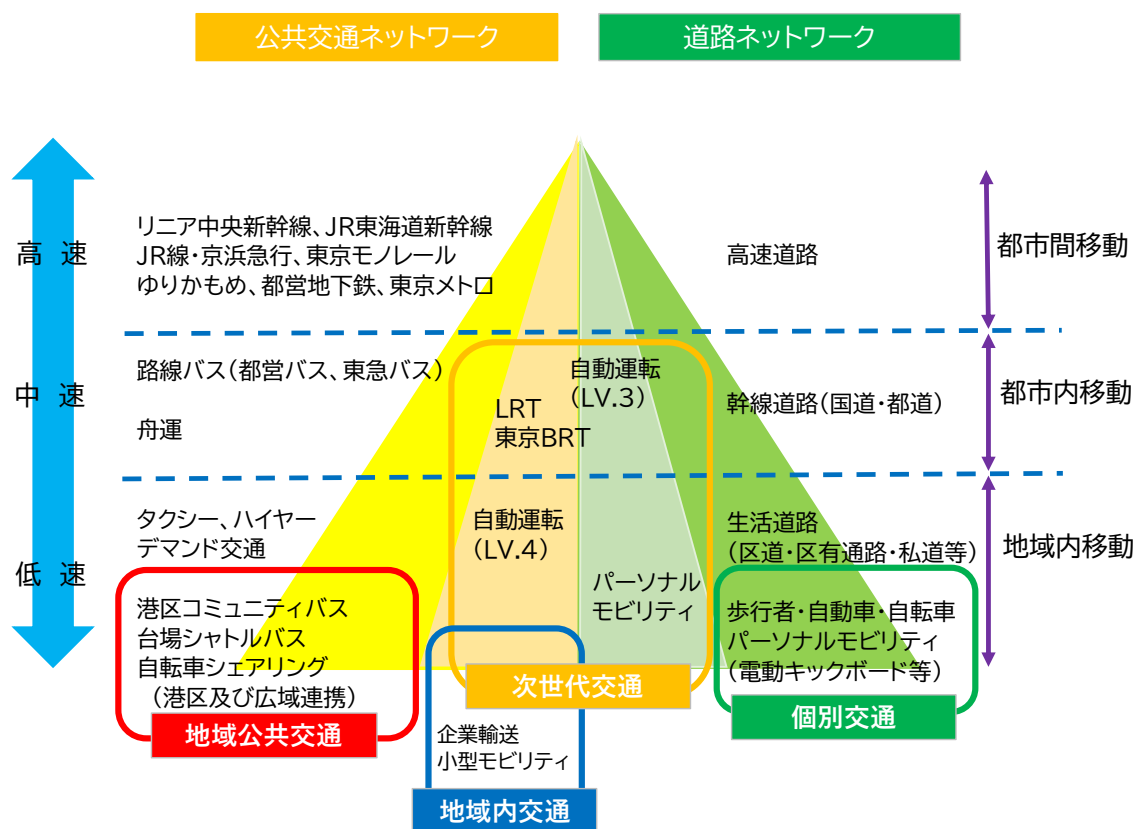 公共交通ネットワーク
道路ネットワーク
高 速
リニア中央新幹線、JR東海道新幹線
JR線・京浜急行、東京モノレール
ゆりかもめ、都営地下鉄、東京メトロ
高速道路
都市間移動
中 速
路線バス(都営バス、東急バス)
舟運
LRT
東京BRT
自動運転
(LV.3)
幹線道路(国道・都道)
都市内移動
低 速
タクシー、ハイヤー
デマンド交通
自動運転
(LV.4)
生活道路
(区道・区有通路・私道等)
地域内移動
港区コミュニティバス
台場シャトルバス
自転車シェアリング
(港区及び広域連携)
地域公共交通
パーソナル
モビリティ
次世代交通
歩行者・自動車・自転車
パーソナルモビリティ
(電動キックボード等)
個別交通
企業輸送
小型モビリティ
地域内交通